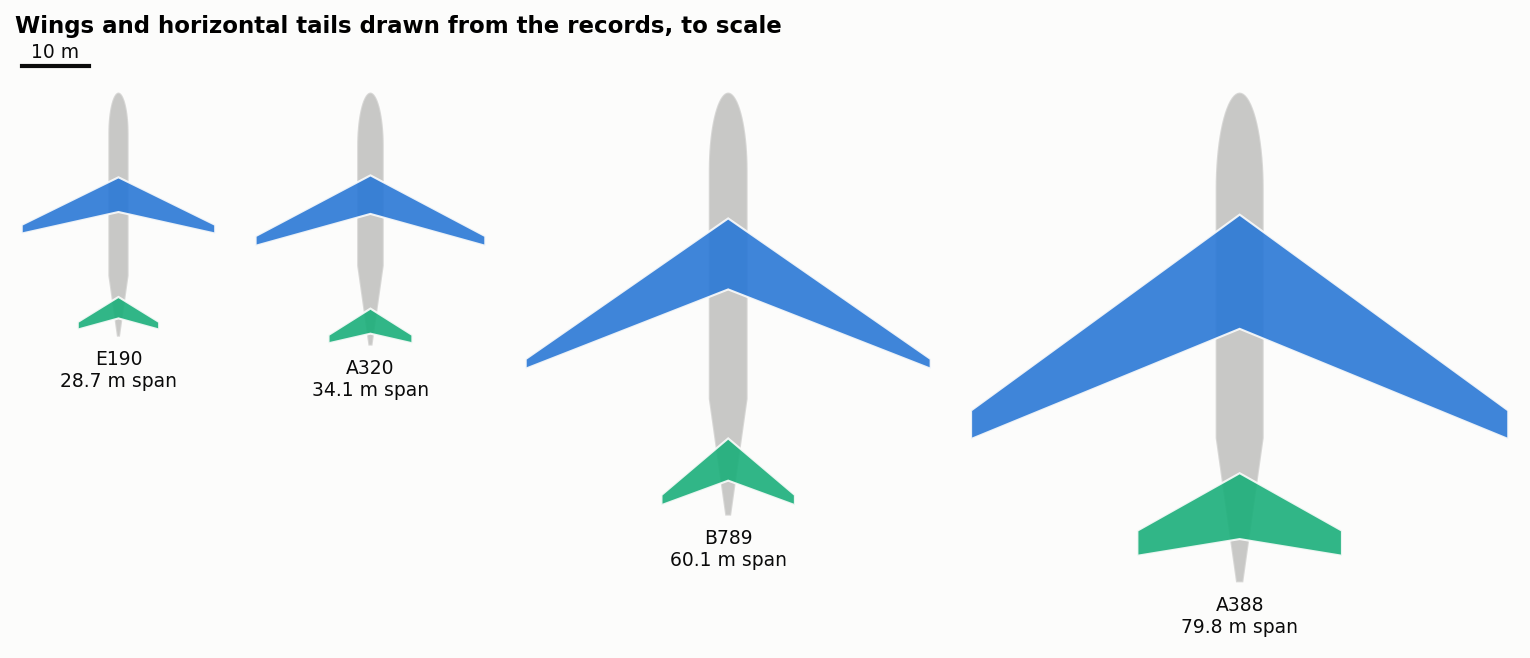 Wings and horizontal tails drawn from the records, to scale
10 m
E190
28.7 m span
A320
34.1 m span
B789
60.1 m span
A388
79.8 m span